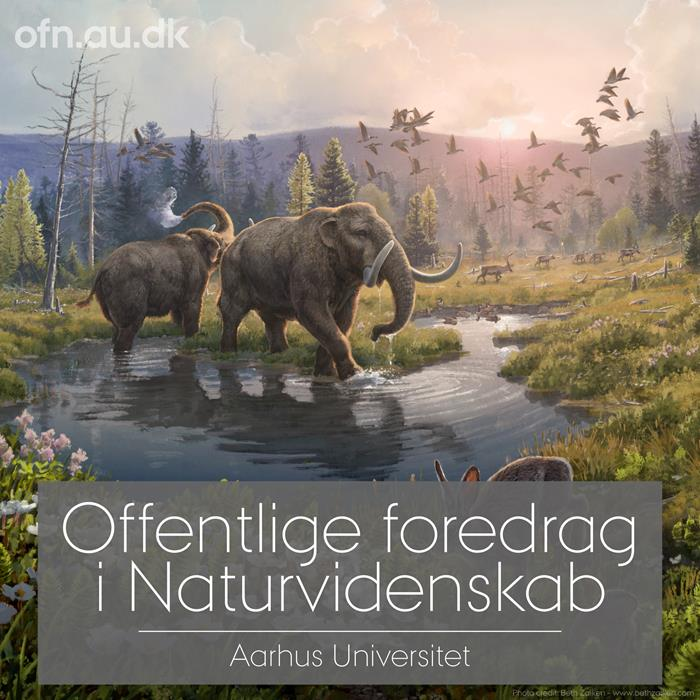 ofn.au.dk
Offentlige foredrag
i Naturvidenskab
Aarhus Universitet
Photo credit: Beth Zaiken - www.bethzaiken.com